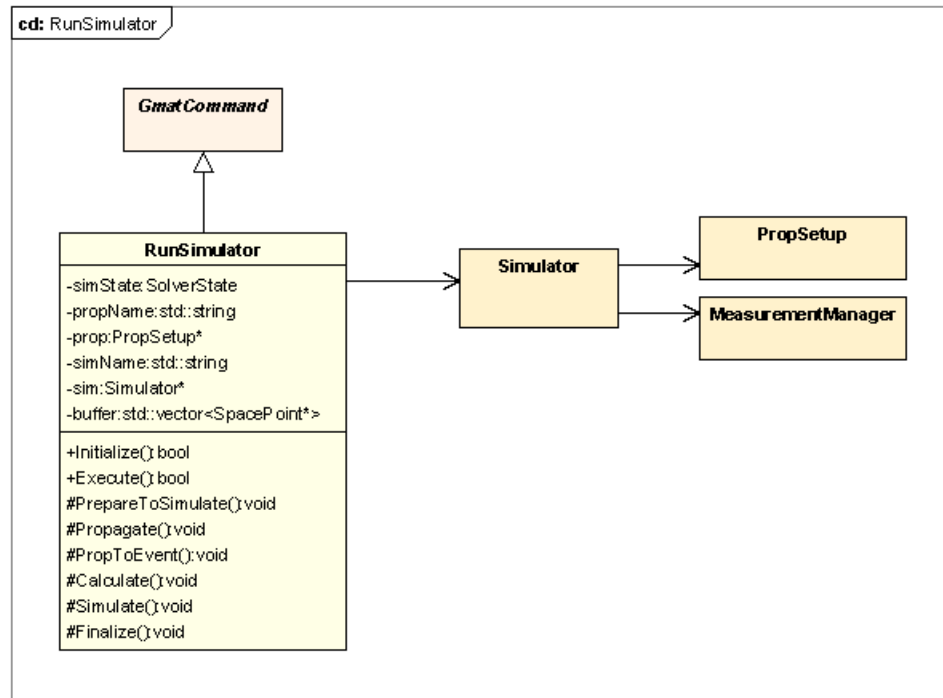 cd: RunSimulator
GmatCommand
RunSimulator
-simState:SolverState
-propName:std::string
-prop:PropSetup*
-simName:std::string
-sim:Simulator*
-buffer:std::vector<SpacePoint*>
+Initialize():bool
+Execute():bool
#PrepareToSimulate():void
#Propagate():void
#PropToEvent():void
#Calculate():void
#Simulate():void
#Finalize():void
Simulator
PropSetup
MeasurementManager